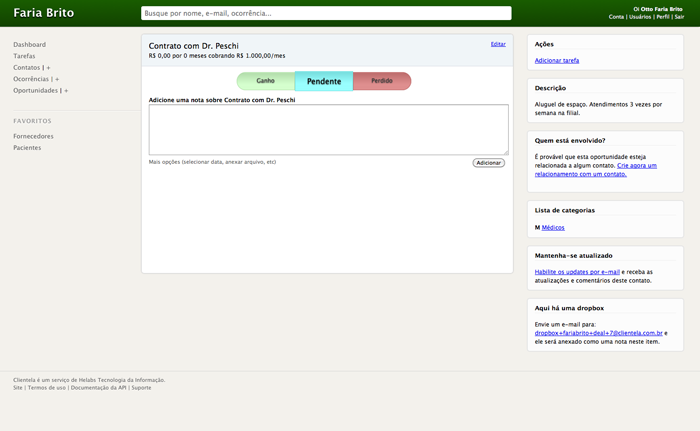 Faria Brito
Busque por nome, e-mail, ocorrência...
Oi Otto Faria Brito
Conta | Usuários | Perfil | Sair
Dashboard
Tarefas
Contatos | +
Ocorrências | +
Oportunidades | +
FAVORITOS
Fornecedores
Pacientes
Contrato com Dr. Peschi
Editar
R$ 0,00 por 0 meses cobrando R$ 1.000,00/mes
Ganho
Pendente
Perdido
Adicione uma nota sobre Contrato com Dr. Peschi
Mais opções (selecionar data, anexar arquivo, etc)
Adicionar
Ações
Adicionar tarefa
Descrição
Aluguel de espaço. Atendimentos 3 vezes por
semana na filial.
Quem está envolvido?
É provável que esta oportunidade esteja
relacionada a algum contato. Crie agora um
relacionamento com um contato.
Lista de categorias
M Médicos
Mantenha-se atualizado
Habilite os updates por e-mail e receba as
atualizações e comentários deste contato.
Aqui há uma dropbox
Envie um e-mail para:
dropbox+fariabrito+deal+7@clientela.com.br e
ele será anexado como uma nota neste item.
Clientela é um serviço de Helabs Tecnologia da Informação.
Site | Termos de uso | Documentação da API | Suporte